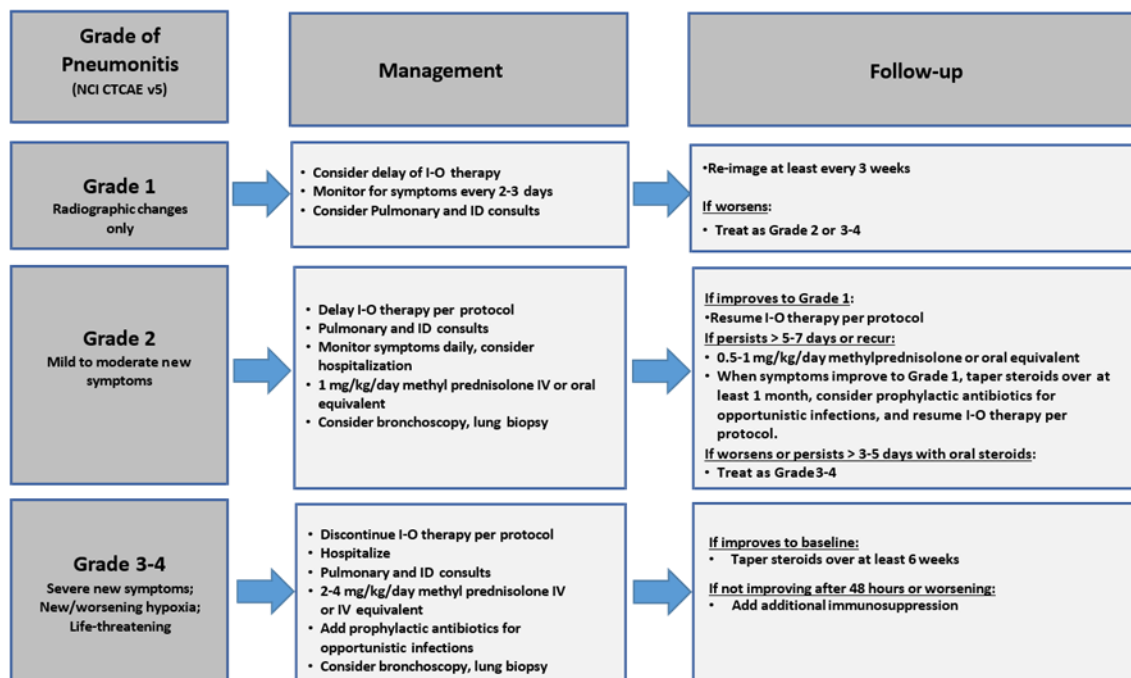 Grade of
Pneumonitis
(NCI CTCAE v5)
Management
Follow-up
Grade 1
Radiographic changes
only
• Consider delay of I-O therapy
• Monitor for symptoms every 2-3 days
• Consider Pulmonary and ID consults
•Re-image at least every 3 weeks
If worsens:
• Treat as Grade 2 or 3-4
Grade 2
Mild to moderate new
symptoms
• Delay I-O therapy per protocol
• Pulmonary and ID consults
• Monitor symptoms daily, consider
hospitalization
• 1 mg/kg/day methyl prednisolone IV or oral
equivalent
• Consider bronchoscopy, lung biopsy
If improves to Grade 1:
•Resume I-O therapy per protocol
If persists > 5-7 days or recur:
• 0.5-1 mg/kg/day methylprednisolone or oral equivalent
• When symptoms improve to Grade 1, taper steroids over at
least 1 month, consider prophylactic antibiotics for
opportunistic infections, and resume I-O therapy per
protocol.
If worsens or persists > 3-5 days with oral steroids:
• Treat as Grade 3-4
Grade 3-4
Severe new symptoms;
New/worsening hypoxia;
Life-threatening
• Discontinue I-O therapy per protocol
• Hospitalize
• Pulmonary and ID consults
• 2-4 mg/kg/day methyl prednisolone IV
or IV equivalent
• Add prophylactic antibiotics for
opportunistic infections
• Consider bronchoscopy, lung biopsy
If improves to baseline:
• Taper steroids over at least 6 weeks
If not improving after 48 hours or worsening:
• Add additional immunosuppression